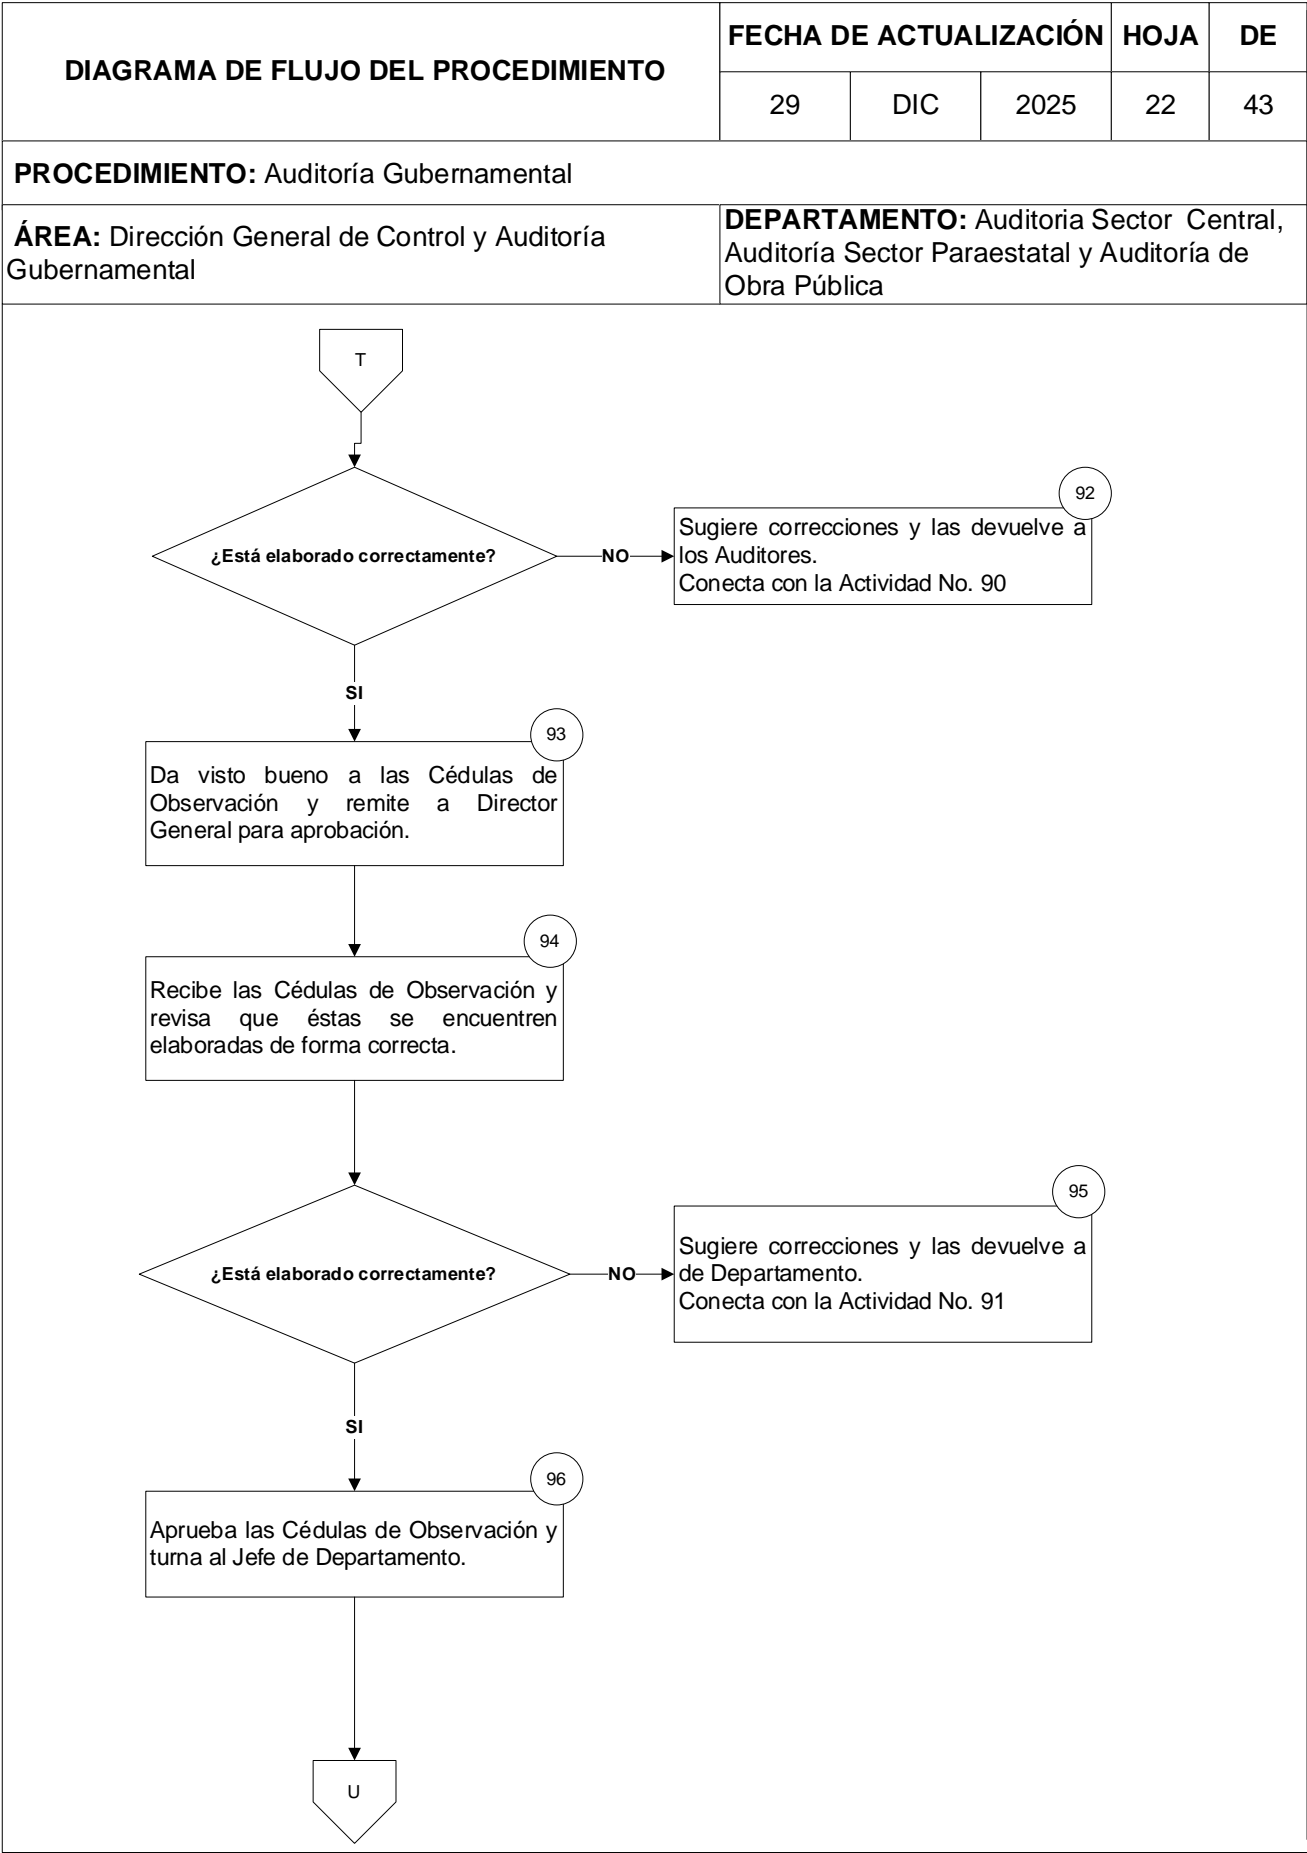 DIAGRAMA DE FLUJO DEL PROCEDIMIENTO
FECHA DE ACTUALIZACIÓN HOJA DE
29 DIC 2025 22 43
PROCEDIMIENTO: Auditoría Gubernamental
ÁREA: Dirección General de Control y Auditoría
Gubernamental
DEPARTAMENTO: Auditoria Sector Central,
Auditoría Sector Paraestatal y Auditoría de
Obra Pública
T
¿Está elaborado correctamente?
NO
92
Sugiere correcciones y las devuelve a
los Auditores.
Conecta con la Actividad No. 90
SI
93
Da visto bueno a las Cédulas de
Observación y remite a Director
General para aprobación.
94
Recibe las Cédulas de Observación y
revisa que éstas se encuentren
elaboradas de forma correcta.
¿Está elaborado correctamente?
NO
95
Sugiere correcciones y las devuelve a
de Departamento.
Conecta con la Actividad No. 91
SI
96
Aprueba las Cédulas de Observación y
turna al Jefe de Departamento.
U